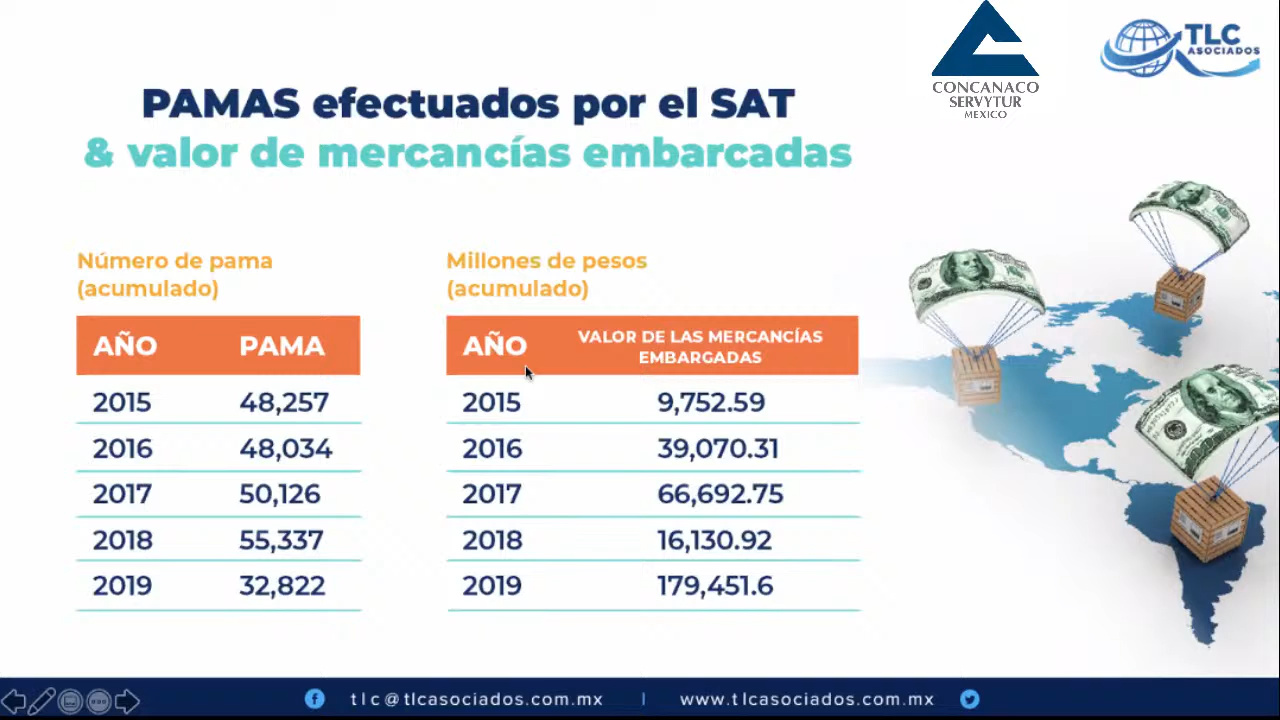 CONCANACO
SERVYTUR
MEXICO
TLC
ASOCIADOS
PAMAS efectuados por el SAT
& valor de mercancías embarcadas
Número de pama
(acumulado)
AÑO PAMA
2015 48,257
2016 48,034
2017 50,126
2018 55,337
2019 32,822
Millones de pesos
(acumulado)
AÑO VALOR DE LAS MERCANCÍAS
EMBARGADAS
2015 9,752.59
2016 39,070.31
2017 66,692.75
2018 16,130.92
2019 179,451.6
tlc@tlcasociados.com.mx | www.tlcasociados.com.mx